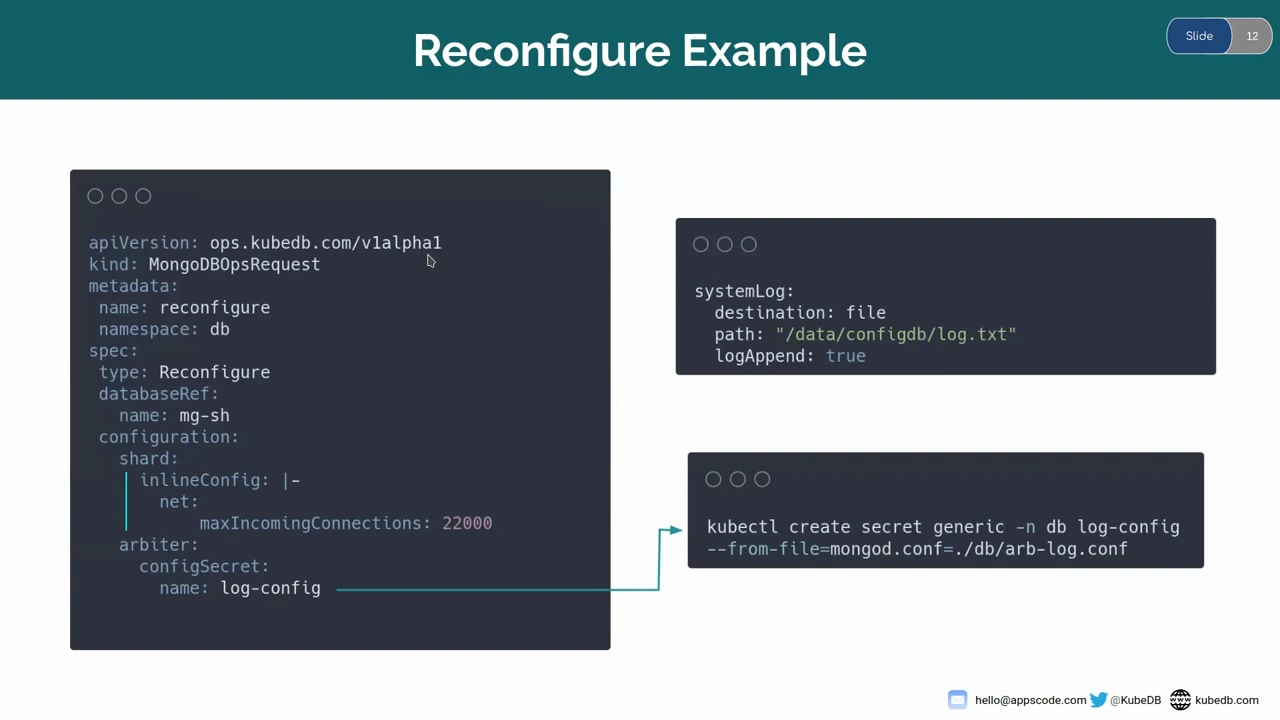 Reconfigure Example
Slide 12
apiVersion: ops.kubedb.com/v1alpha1
kind: MongoDBOpsRequest
metadata:
 name: reconfigure
 namespace: db
spec:
 type: Reconfigure
 databaseRef:
   name: mg-sh
 configuration:
   shard:
     inlineConfig: |-
       net:
           maxIncomingConnections: 22000
   arbiter:
     configSecret:
       name: log-config
systemLog:
  destination: file
  path: "/data/configdb/log.txt"
  logAppend: true
kubectl create secret generic -n db log-config
--from-file=mongod.conf=./db/arb-log.conf
hello@appscode.com @KubeDB kubedb.com